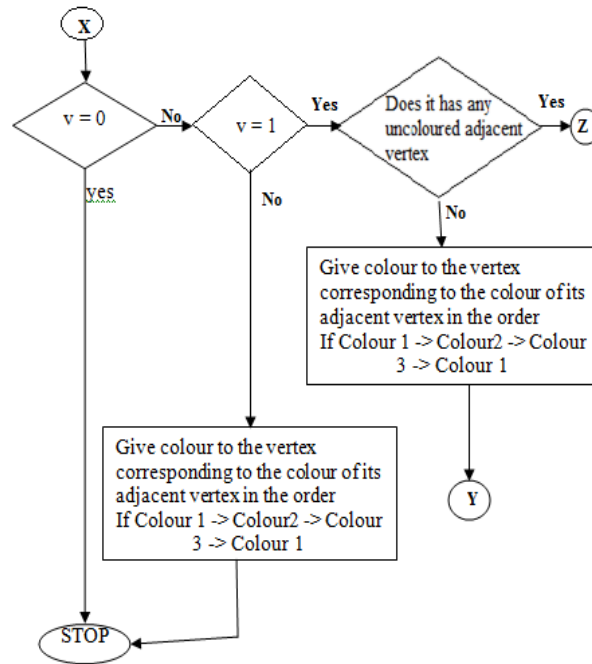 X
v = 0
No
v = 1
Yes
Does it has any
uncoloured adjacent
vertex
Yes
Z
yes
No
No
Give colour to the vertex
corresponding to the colour of its
adjacent vertex in the order
If Colour 1 -> Colour2 -> Colour
3 -> Colour 1
Give colour to the vertex
corresponding to the colour of its
adjacent vertex in the order
If Colour 1 -> Colour2 -> Colour
3 -> Colour 1
Y
STOP